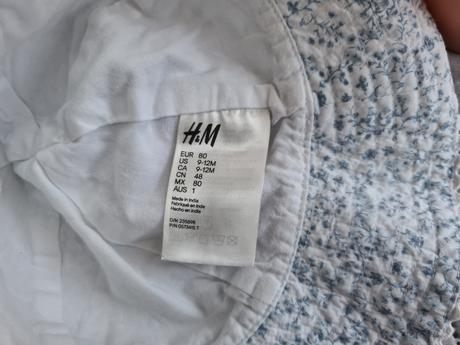 H&M
EUR 80
US 9-12M
CA 9-12M
CN 48
MX 80
AUS 1
Made in India
Fabriqué en Inde
Hecho en India